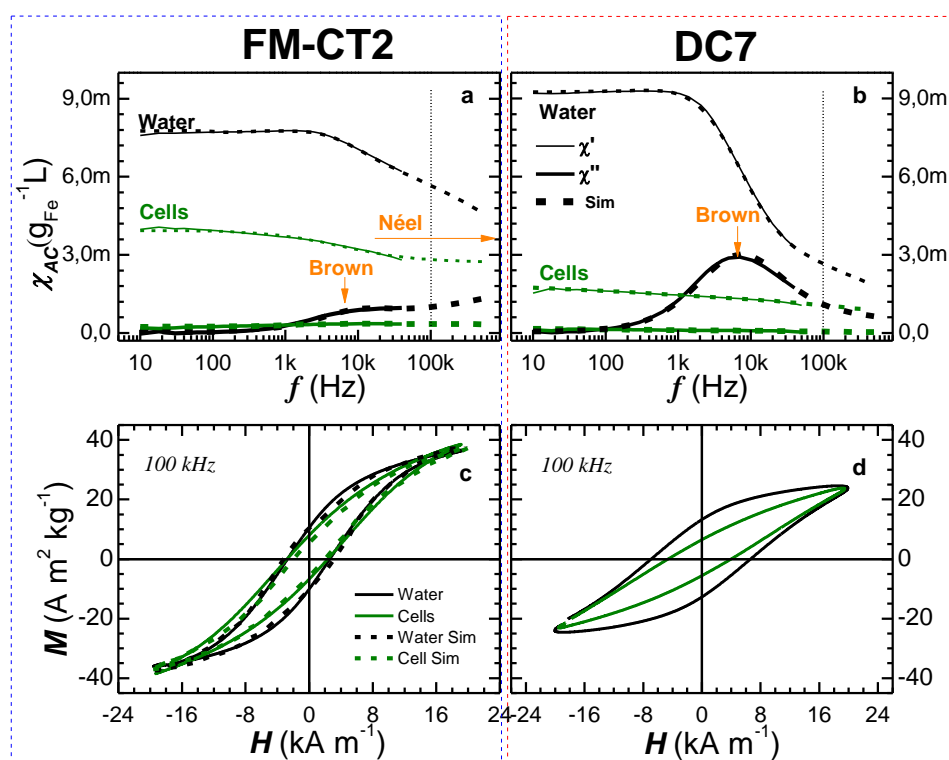 FM-CT2
DC7
9,0m
6,0m
3,0m
0,0
χAC(gFe⁻¹L)
a
Water
Cells
Néel
Brown
10 100 1k 10k 100k
f (Hz)
b
Water
χ'
χ''
Sim
Brown
Cells
9,0m
6,0m
3,0m
0,0
10 100 1k 10k 100k
f (Hz)
40
20
0
-20
-40
M (A m² kg⁻¹)
100 kHz
c
Water
Cells
Water Sim
Cell Sim
-24 -16 -8 0 8 16 24
H (kA m⁻¹)
100 kHz
d
40
20
0
-20
-40
-24 -16 -8 0 8 16 24
H (kA m⁻¹)